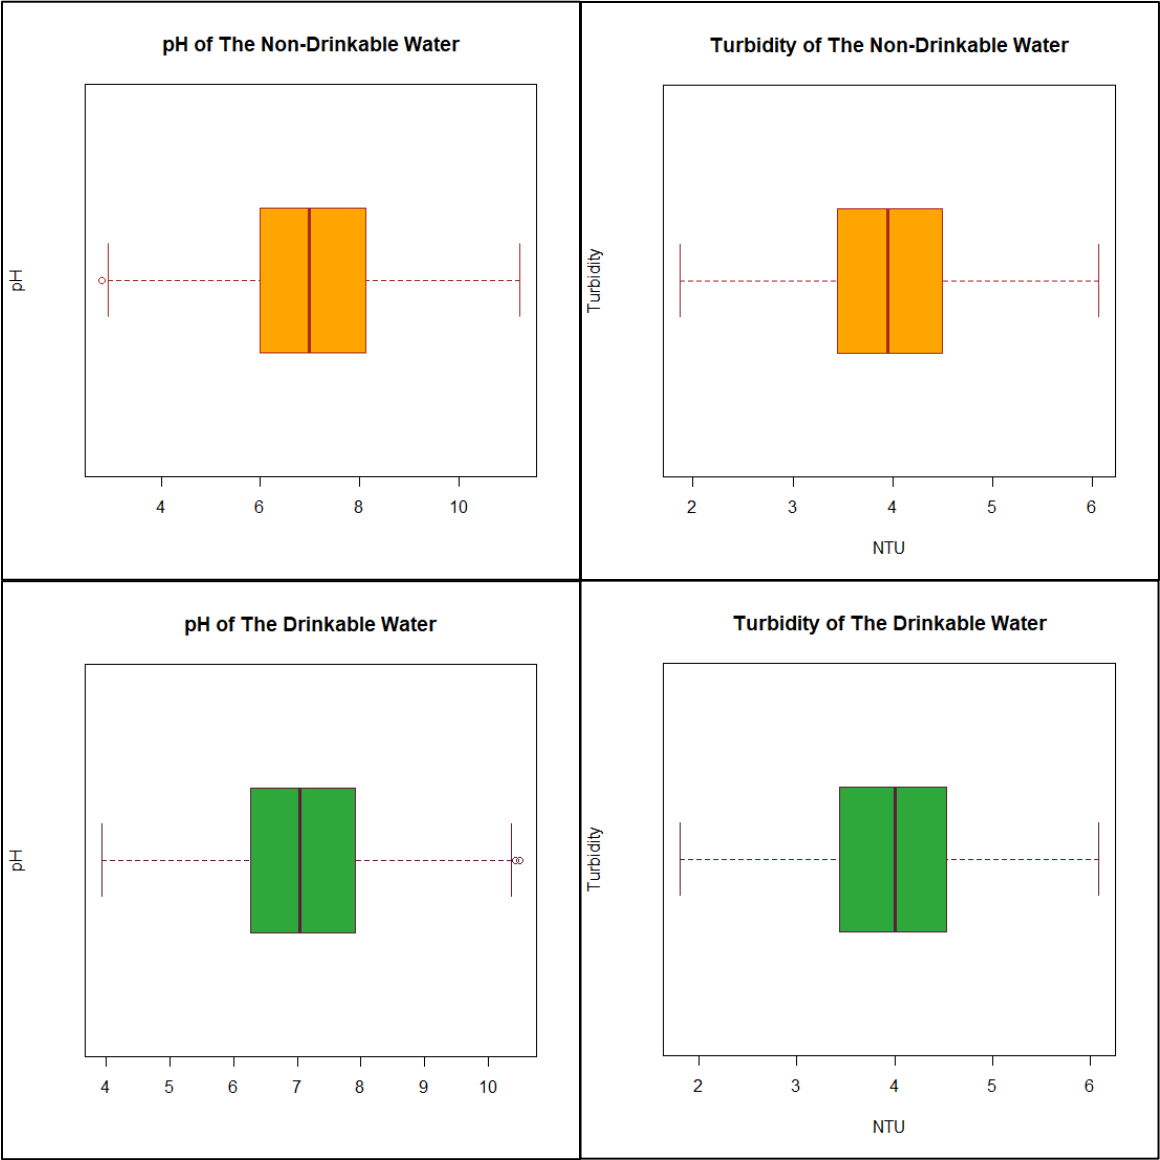 pH of The Non-Drinkable Water
pH
4 6 8 10
Turbidity of The Non-Drinkable Water
Turbidity
2 3 4 5 6
NTU
pH of The Drinkable Water
pH
4 5 6 7 8 9 10
Turbidity of The Drinkable Water
Turbidity
2 3 4 5 6
NTU